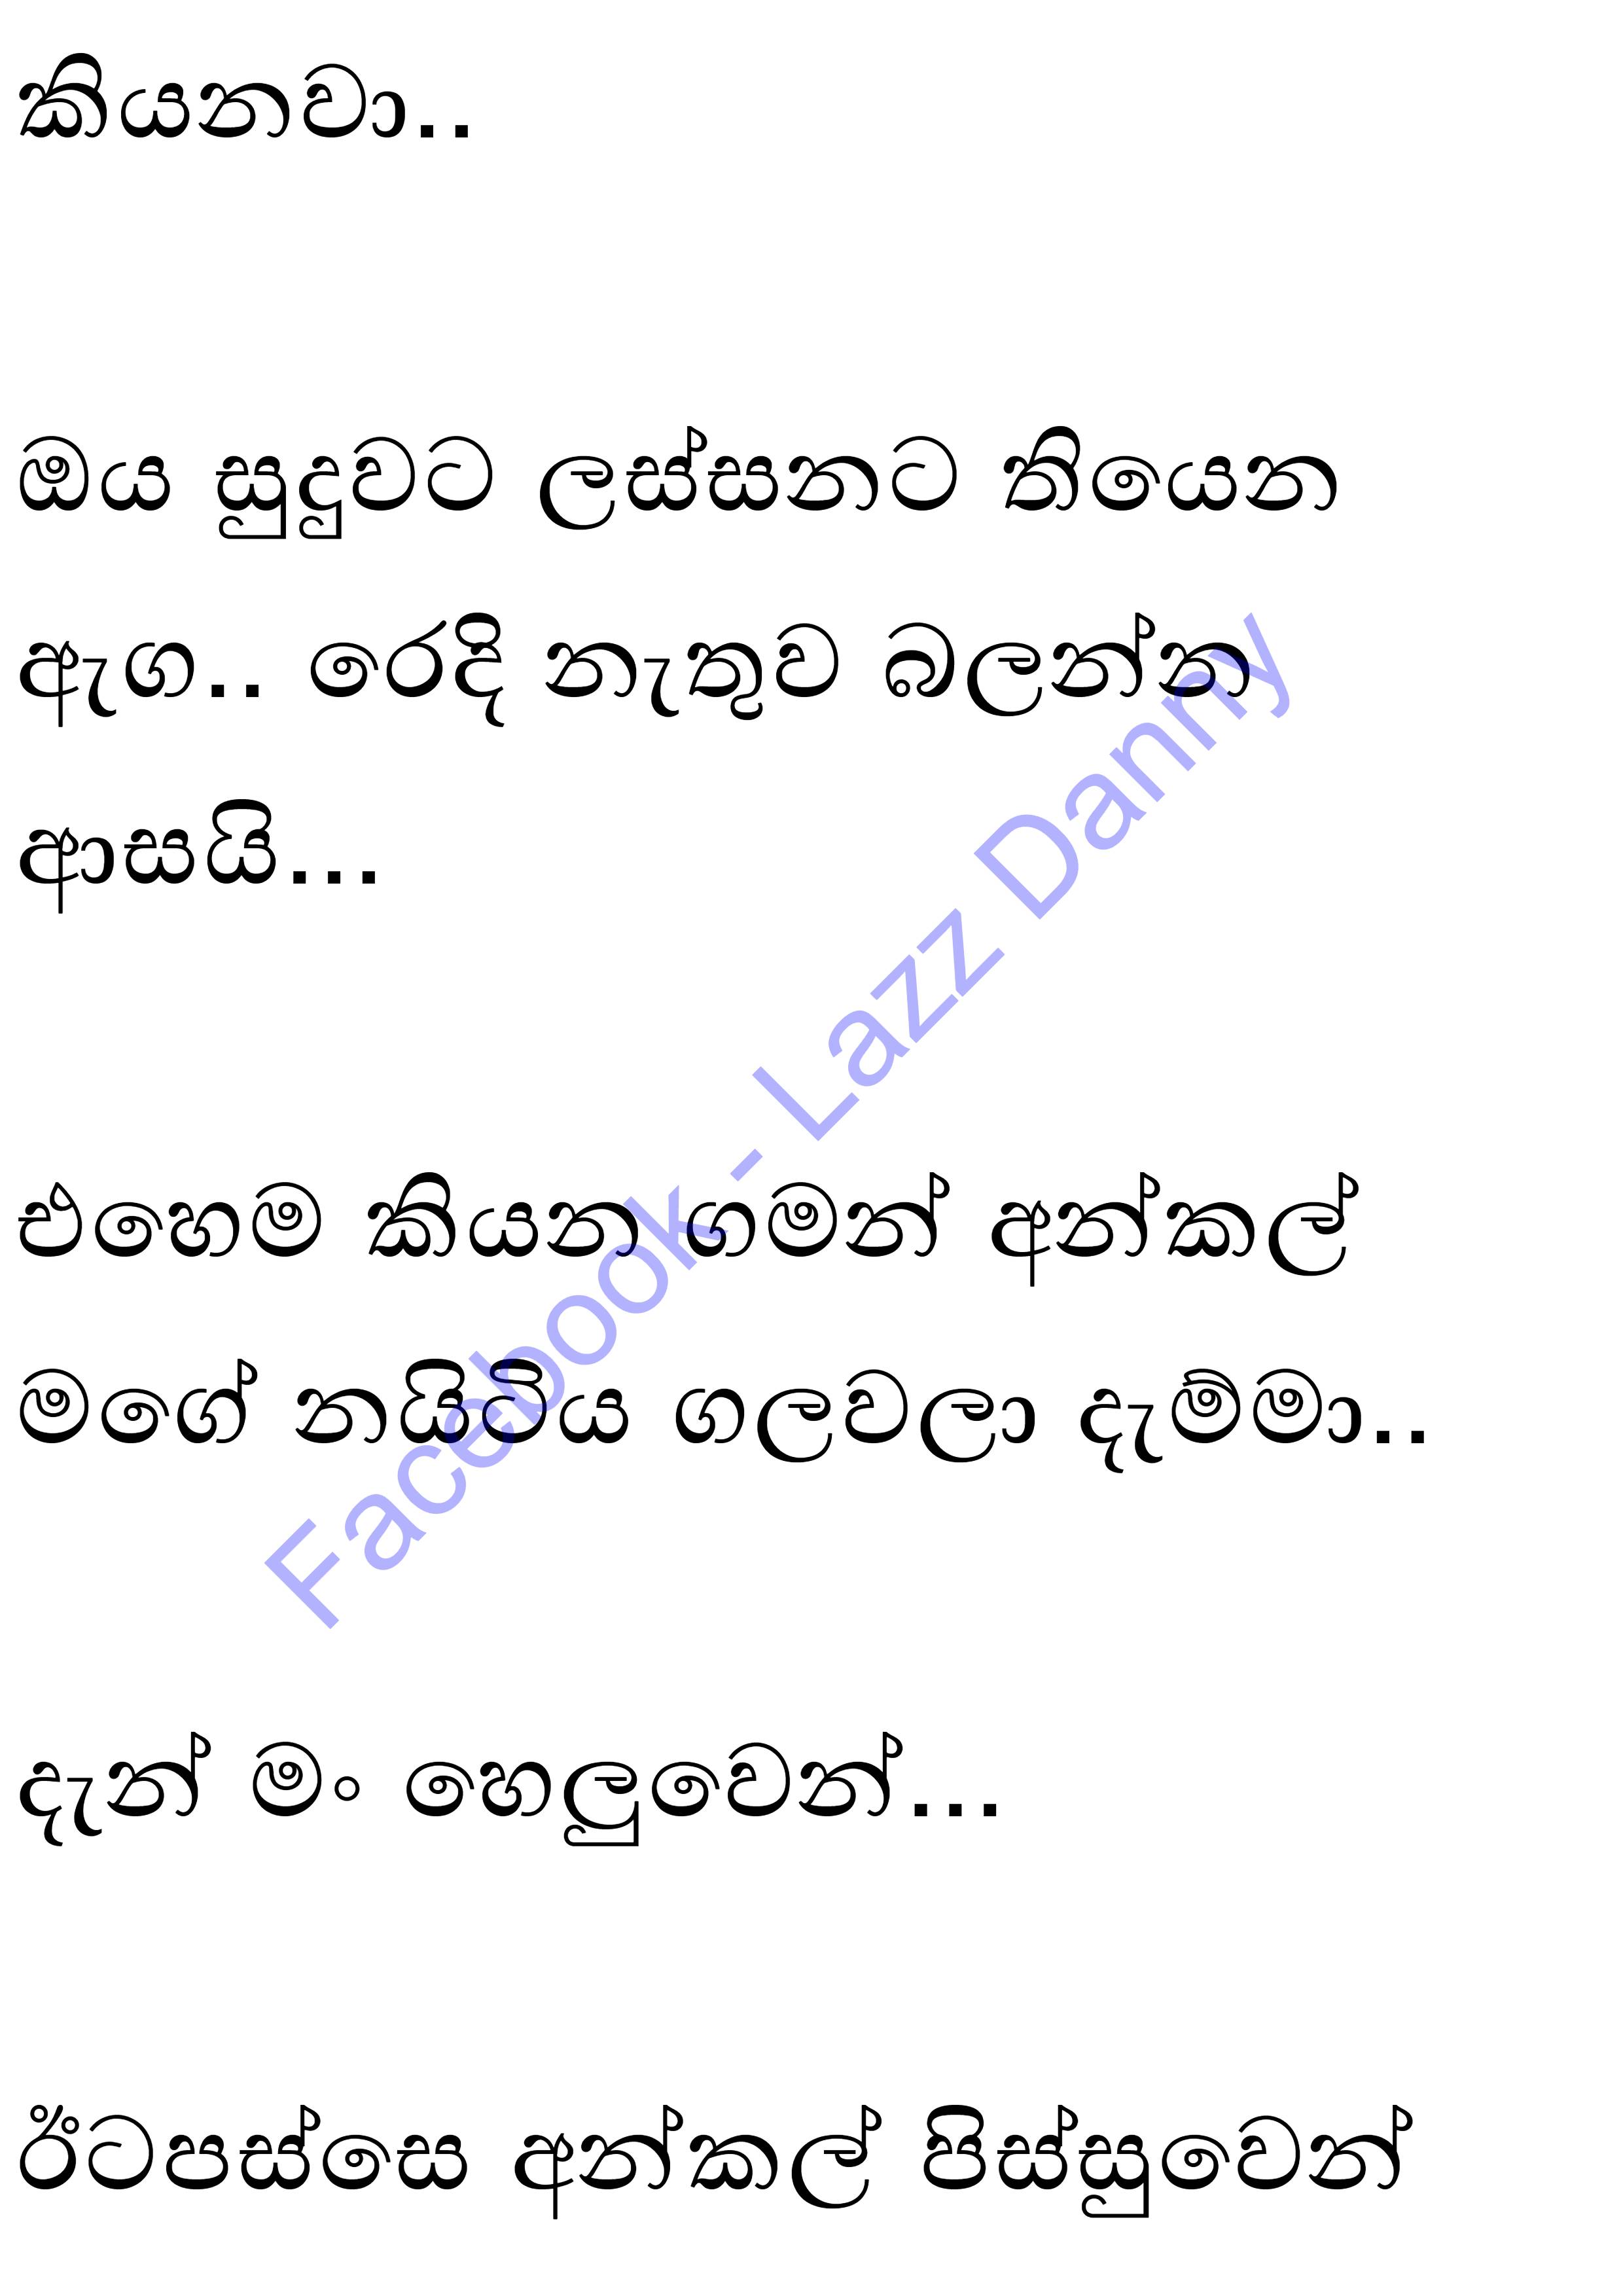 කියනවා..
ඔය සුදුවට ලස්සනට තියෙන
ඇග.. රෙදි නැතුව බලන්න
ආසයි...
එහෙම කියන ගමන් අන්කල්
මගේ නයිටිය ගලවලා දැම්මා..
දැන් මං හෙලුවෙන්...
ඊටපස්සෙ අන්කල් පිස්සුවෙන්
Facebook - Lazz Danny